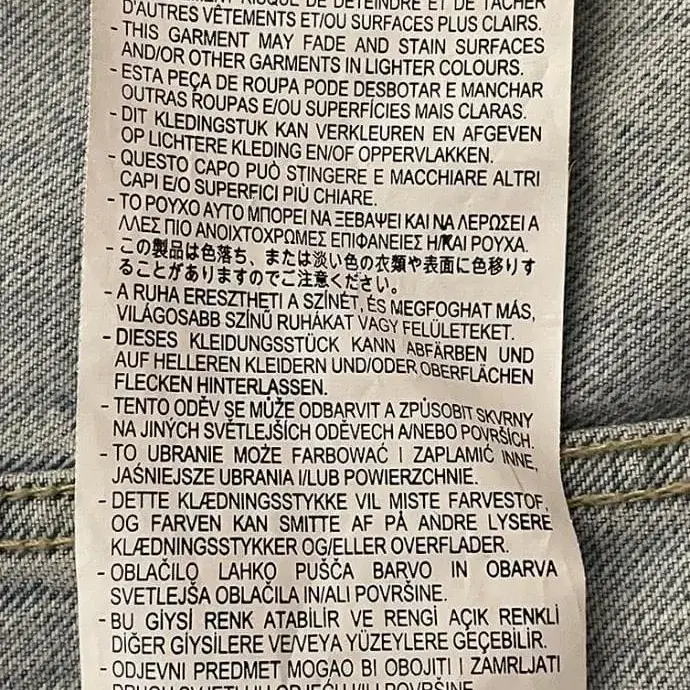 RISQUE DE DÉTEINDRE ET DE TACHER
D'AUTRES VÊTEMENTS ET/OU SURFACES PLUS CLAIRS.
- THIS GARMENT MAY FADE AND STAIN SURFACES
AND/OR OTHER GARMENTS IN LIGHTER COLOURS.
- ESTA PEÇA DE ROUPA PODE DESBOTAR E MANCHAR
OUTRAS ROUPAS E/OU SUPERFÍCIES MAIS CLARAS.
- DIT KLEDINGSTUK KAN VERKLEUREN EN AFGEVEN
OP LICHTERE KLEDING EN/OF OPPERVLAKKEN.
- QUESTO CAPO PUÒ STINGERE E MACCHIARE ALTRI
CAPI E/O SUPERFICI PIÙ CHIARE.
- ΤΟ ΡΟΥΧΟ ΑΥΤΟ ΜΠΟΡΕΙ ΝΑ ΞΕΒΑΨΕΙ ΚΑΙ ΝΑ ΛΕΡΩΣΕΙ Α
ΛΛΕΣ ΠΙΟ ΑΝΟΙΧΤΟΧΡΩΜΕΣ ΕΠΙΦΑΝΕΙΕΣ Η/ΚΑΙ ΡΟΥΧΑ.
- この製品は色落ち、または淡い色の衣類や表面に色移りす
ることがありますのでご注意ください。
- A RUHA ERESZTHETI A SZÍNÉT, ÉS MEGFOGHAT MÁS,
VILÁGOSABB SZÍNŰ RUHÁKAT VAGY FELÜLETEKET.
- DIESES KLEIDUNGSSTÜCK KANN ABFÄRBEN UND
AUF HELLEREN KLEIDERN UND/ODER OBERFLÄCHEN
FLECKEN HINTERLASSEN.
- TENTO ODĚV SE MŮŽE ODBARVIT A ZPŮSOBIT SKVRNY
NA JINÝCH SVĚTLEJŠÍCH ODĚVECH A/NEBO POVRŠÍCH.
- TO UBRANIE MOŻE FARBOWAĆ I ZAPLAMIĆ INNE,
JAŚNIEJSZE UBRANIA I/LUB POWIERZCHNIE.
- DETTE KLÆDNINGSSTYKKE VIL MISTE FARVESTOF,
OG FARVEN KAN SMITTE AF PÅ ANDRE LYSERE
KLÆDNINGSSTYKKER OG/ELLER OVERFLADER.
- OBLAČILO LAHKO PUŠČA BARVO IN OBARVA
SVETLEJŠA OBLAČILA IN/ALI POVRŠINE.
- BU GİYSİ RENK ATABİLİR VE RENGİ AÇIK RENKLİ
DİĞER GİYSİLERE VE/VEYA YÜZEYLERE GEÇEBİLİR.
- ODJEVNI PREDMET MOGAO BI OBOJITI I ZAMRLJATI